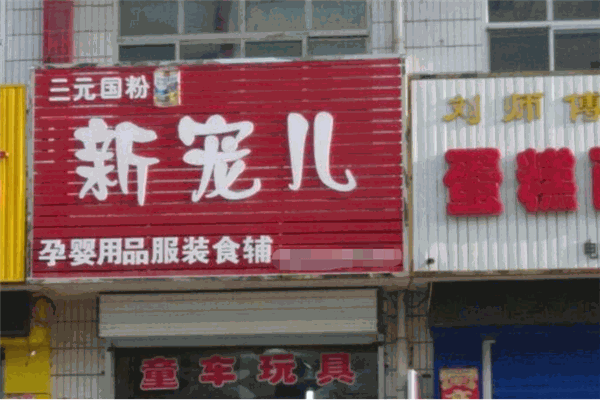 三元国粉
新宠儿
孕婴用品服装食辅
童车玩具
刘师博
蛋糕